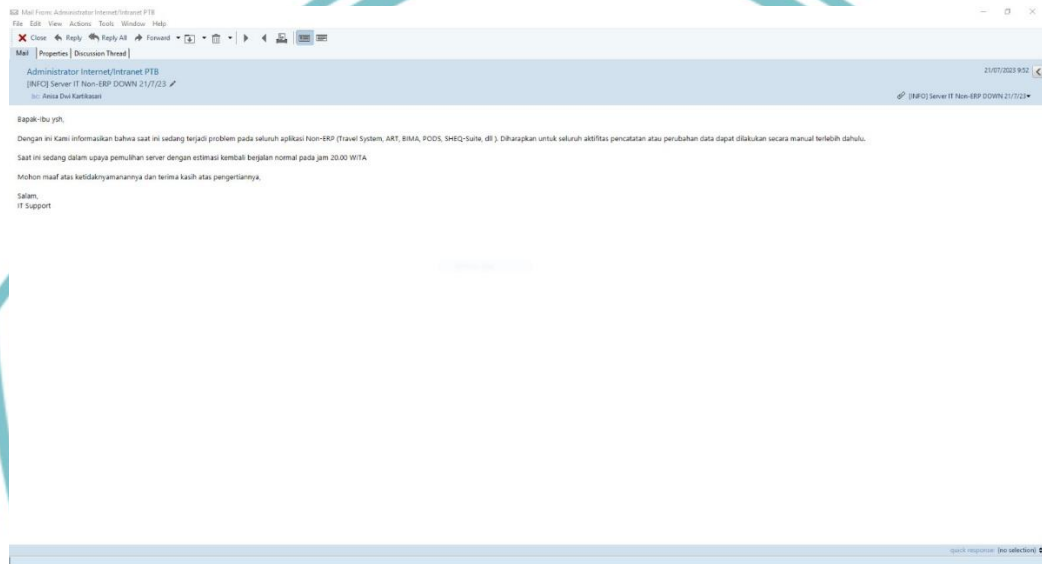 Mail From: Administrator Internet/Intranet PTB
File Edit View Actions Tools Window Help
Close Reply Reply All Forward
Mail Properties Discussion Thread
Administrator Internet/Intranet PTB 21/07/2023 9:52
[INFO] Server IT Non-ERP DOWN 21/7/23
Anisa Dwi Kartikasari [INFO] Server IT Non-ERP DOWN 21/7/23
Bapak-Ibu ysh,
Dengan ini Kami informasikan bahwa saat ini sedang terjadi problem pada seluruh aplikasi Non-ERP (Travel System, ART, BIMA, PODS, SHEQ-Suite, dll ). Diharapkan untuk seluruh aktifitas pencatatan atau perubahan data dapat dilakukan secara manual terlebih dahulu.
Saat ini sedang dalam upaya pemulihan server dengan estimasi kembali berjalan normal pada jam 20.00 WITA
Mohon maaf atas ketidaknyamanannya dan terima kasih atas pengertiannya,
Salam,
IT Support
quick response: (no selection)